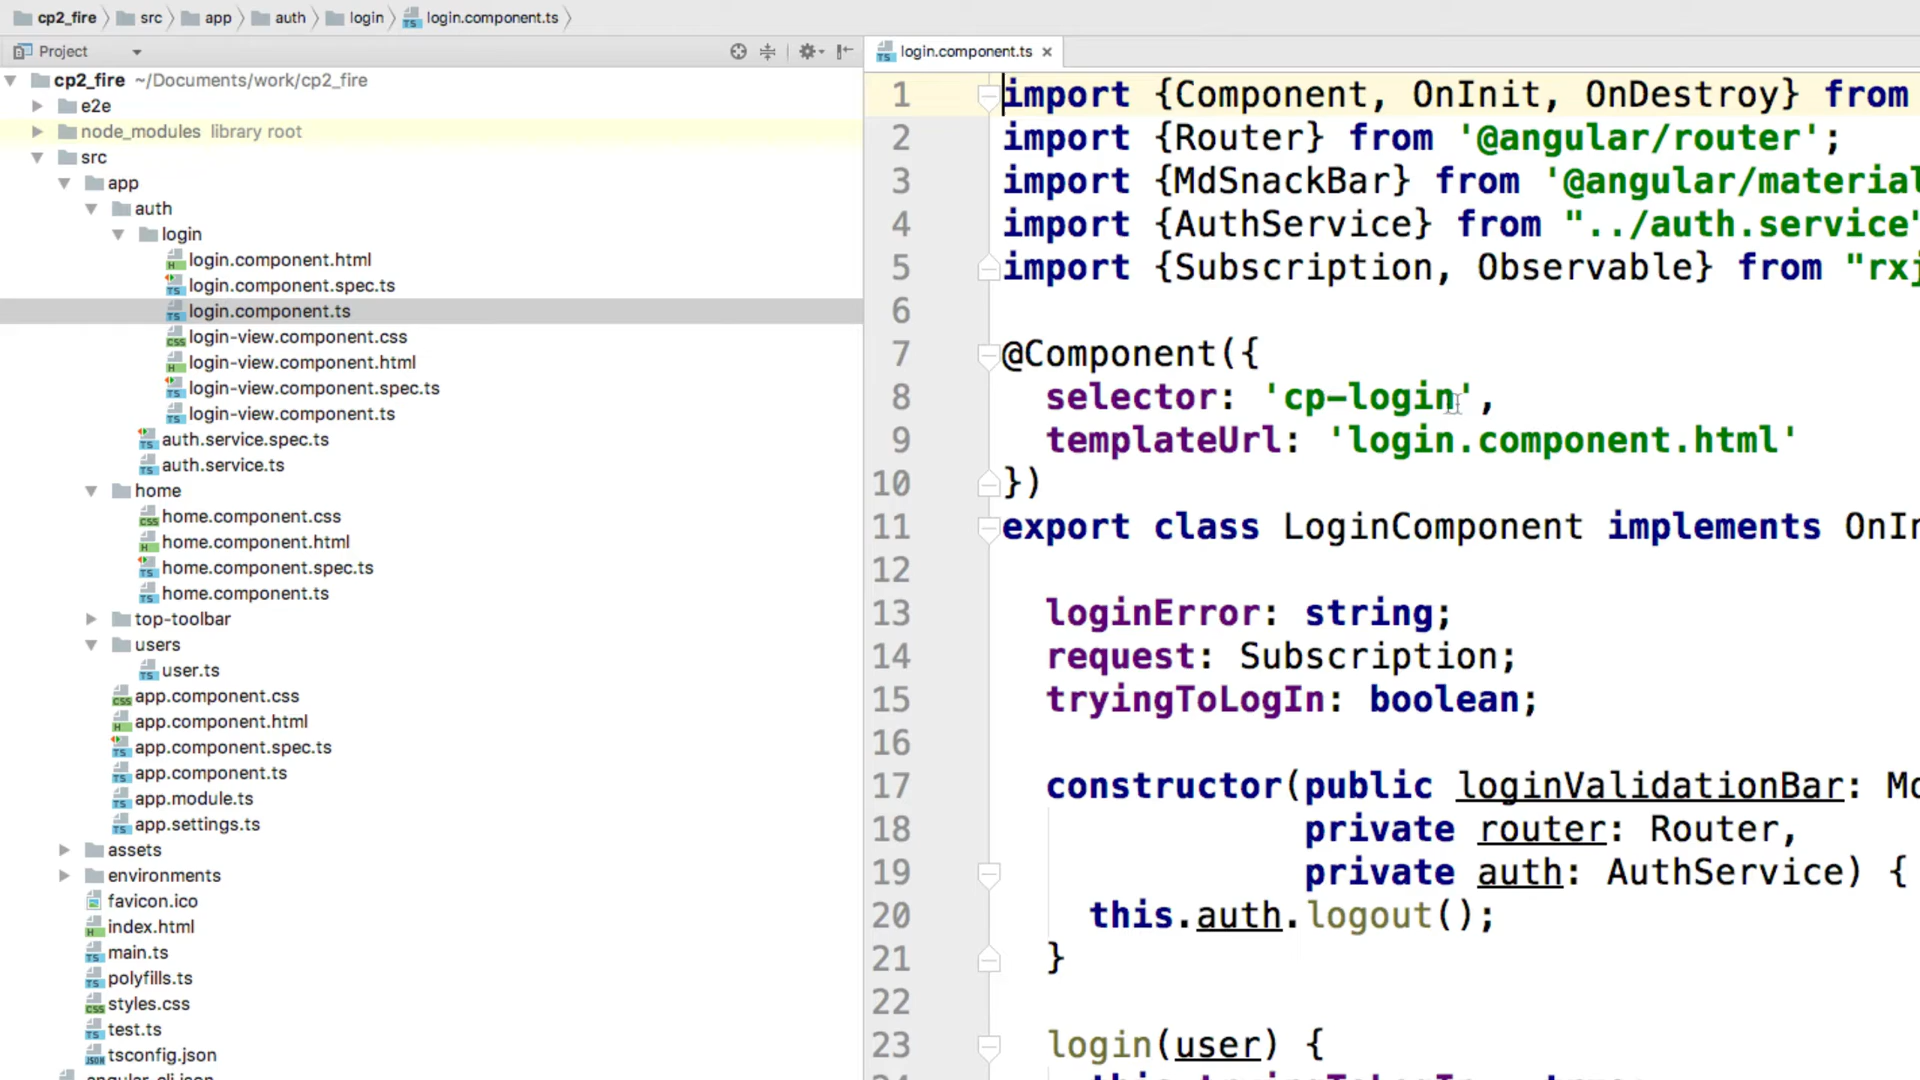 cp2_fire src app auth login login.component.ts
Project
cp2_fire ~/Documents/work/cp2_fire
e2e
node_modules library root
src
app
auth
login
login.component.html
login.component.spec.ts
login.component.ts
login-view.component.css
login-view.component.html
login-view.component.spec.ts
login-view.component.ts
auth.service.spec.ts
auth.service.ts
home
home.component.css
home.component.html
home.component.spec.ts
home.component.ts
top-toolbar
users
user.ts
app.component.css
app.component.html
app.component.spec.ts
app.component.ts
app.module.ts
app.settings.ts
assets
environments
favicon.ico
index.html
main.ts
polyfills.ts
styles.css
test.ts
tsconfig.json
angular-cli.json
login.component.ts
1 import {Component, OnInit, OnDestroy} from
2 import {Router} from '@angular/router';
3 import {MdSnackBar} from '@angular/material
4 import {AuthService} from "../auth.service"
5 import {Subscription, Observable} from "rxj
6
7 @Component({
8 selector: 'cp-login',
9 templateUrl: 'login.component.html'
10 })
11 export class LoginComponent implements OnIn
12
13 loginError: string;
14 request: Subscription;
15 tryingToLogIn: boolean;
16
17 constructor(public loginValidationBar: Md
18 private router: Router,
19 private auth: AuthService) {
20 this.auth.logout();
21 }
22
23 login(user) {